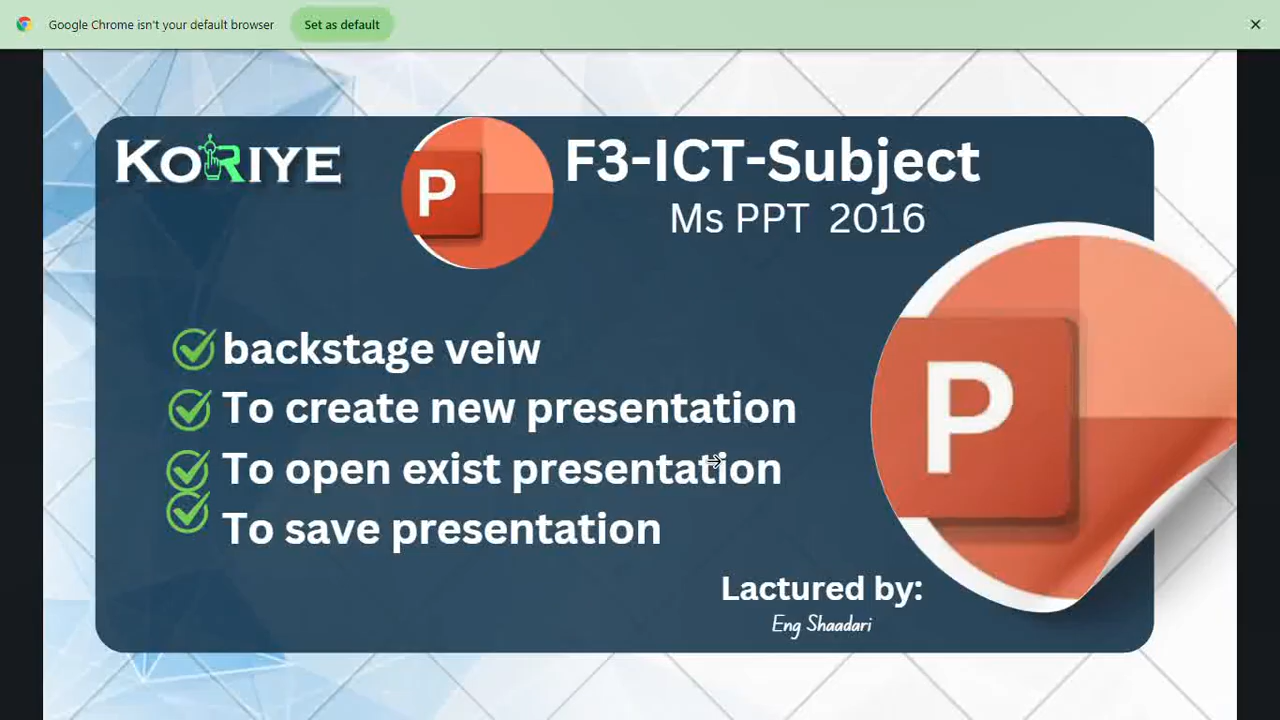 Google Chrome isn't your default browser
Set as default
KORIYE
P
F3-ICT-Subject
Ms PPT 2016
backstage veiw
To create new presentation
To open exist presentation
To save presentation
P
Lactured by:
Eng Shaadari